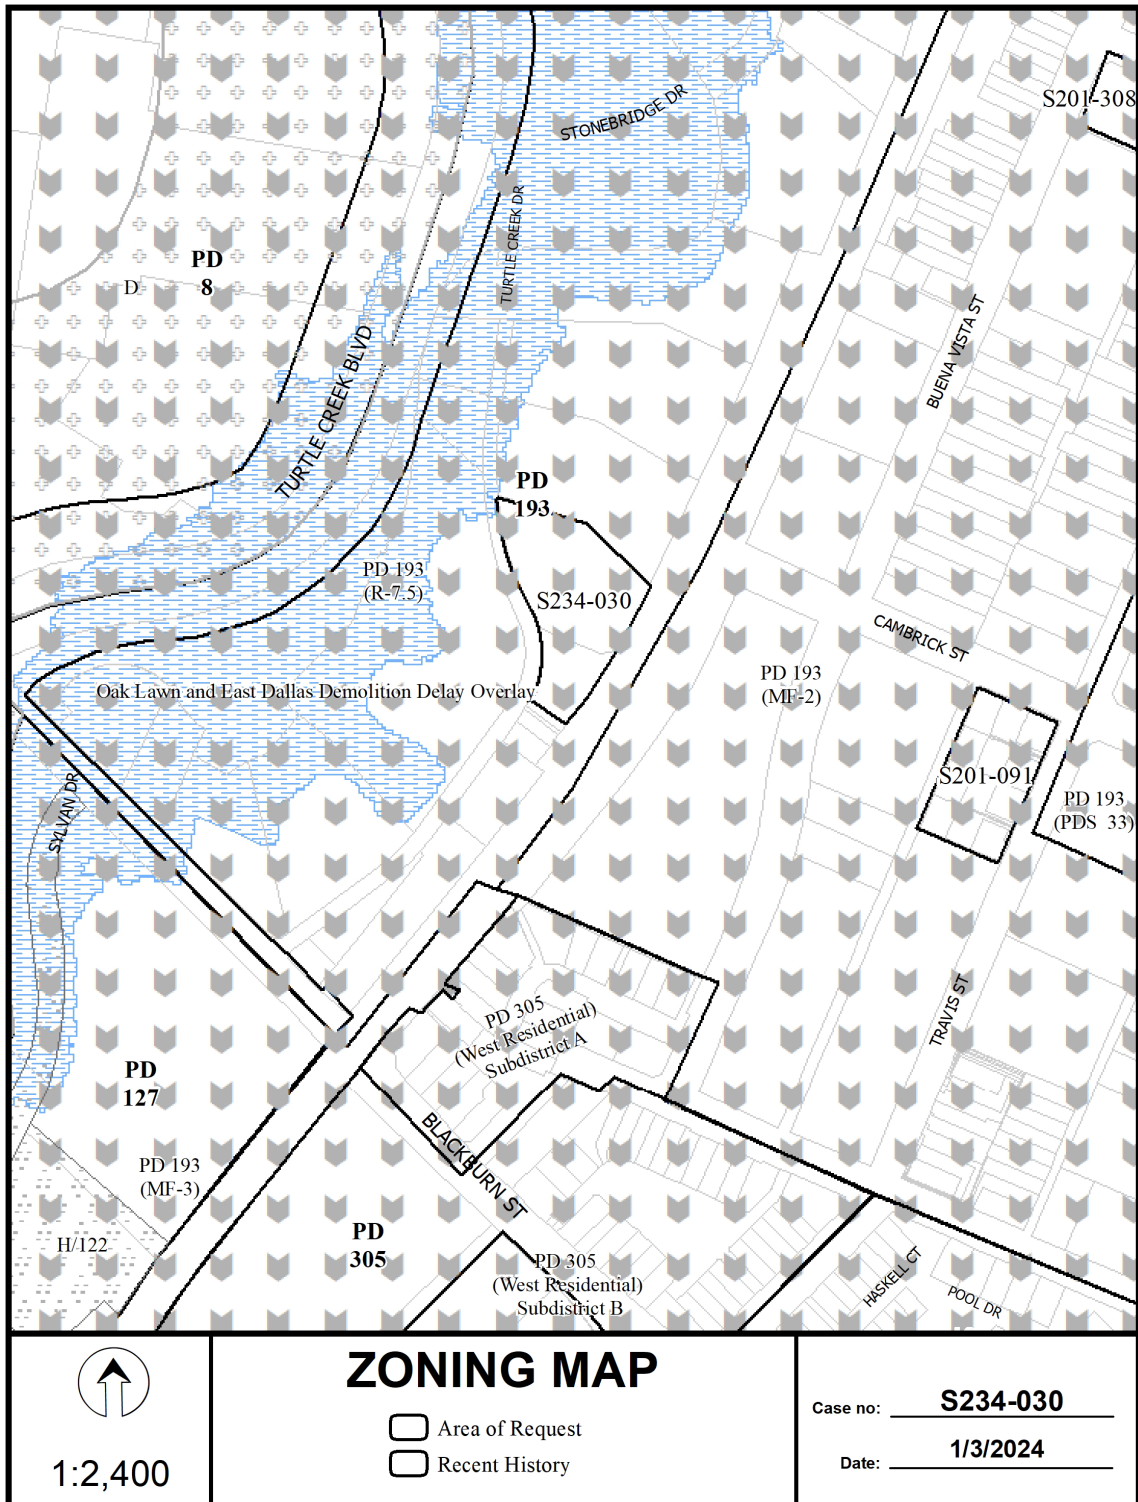 S201-308
STONEBRIDGE DR
TURTLE CREEK DR
PD
8
D
BUENA VISTA ST
TURTLE CREEK BLVD
PD
193
PD 193
(R-7.5)
S234-030
CAMBRICK ST
PD 193
(MF-2)
Oak Lawn and East Dallas Demolition Delay Overlay
S201-091
SYLVAN DR
PD 193
(PDS 33)
PD 305
(West Residential)
Subdistrict A
TRAVIS ST
PD
127
BLACKBURN ST
PD 193
(MF-3)
H/122
PD
305
PD 305
(West Residential)
Subdistrict B
HASKELL CT
POOL DR
1:2,400
ZONING MAP
Area of Request
Recent History
Case no: S234-030
Date: 1/3/2024